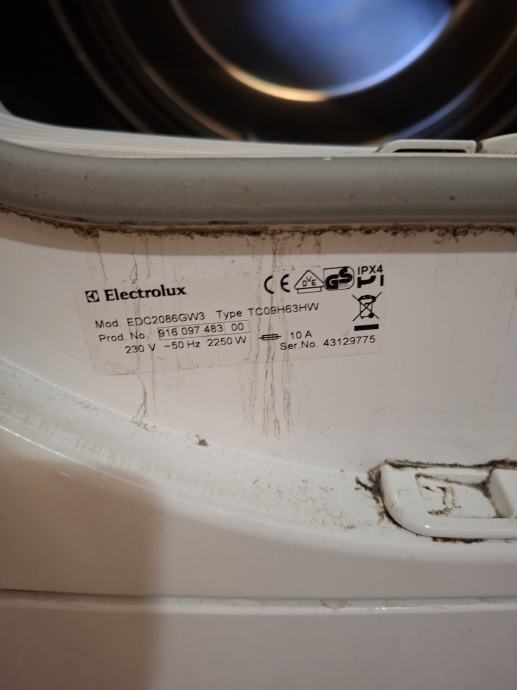 Electrolux
Mod. EDC2086GW3 Type TC09H63HW
Prod. No. 916 097 483 00
230 V ~50 Hz 2250 W 10 A
Ser.No. 43129775
CE VDE GS IPX4